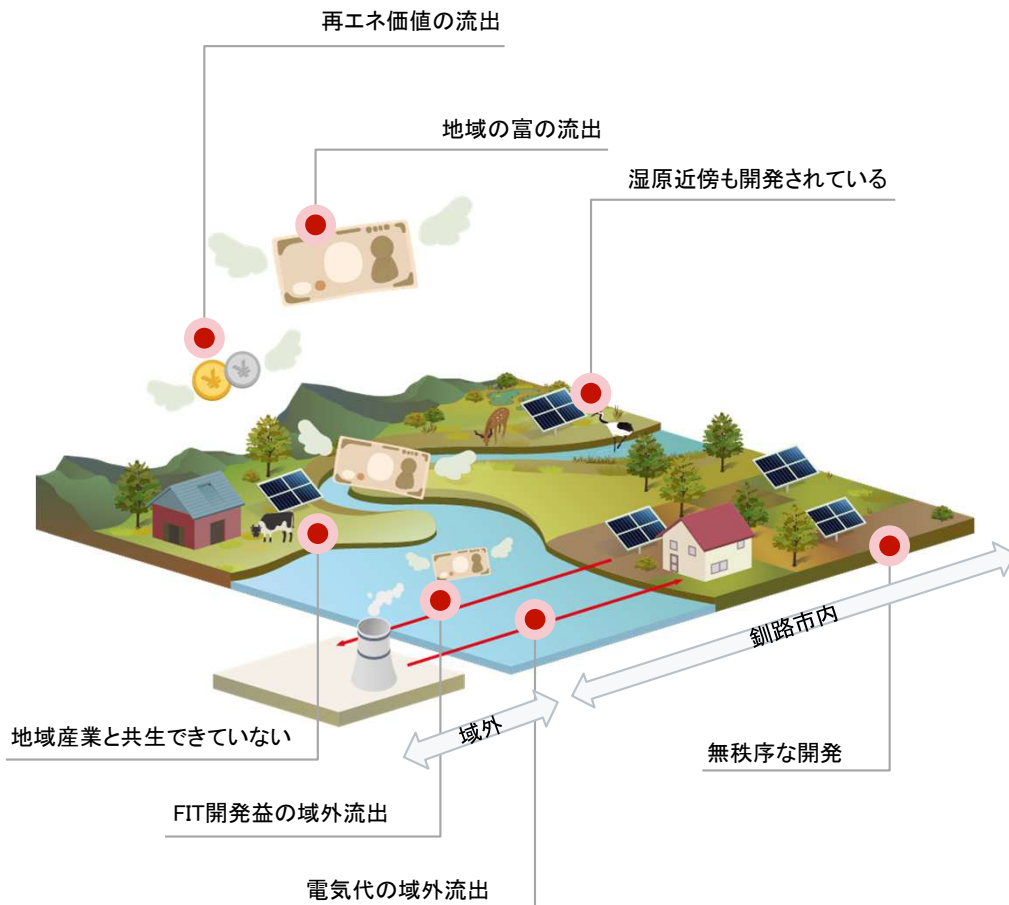 再エネ価値の流出
地域の富の流出
湿原近傍も開発されている
釧路市内
域外
地域産業と共生できていない
無秩序な開発
FIT開発益の域外流出
電気代の域外流出